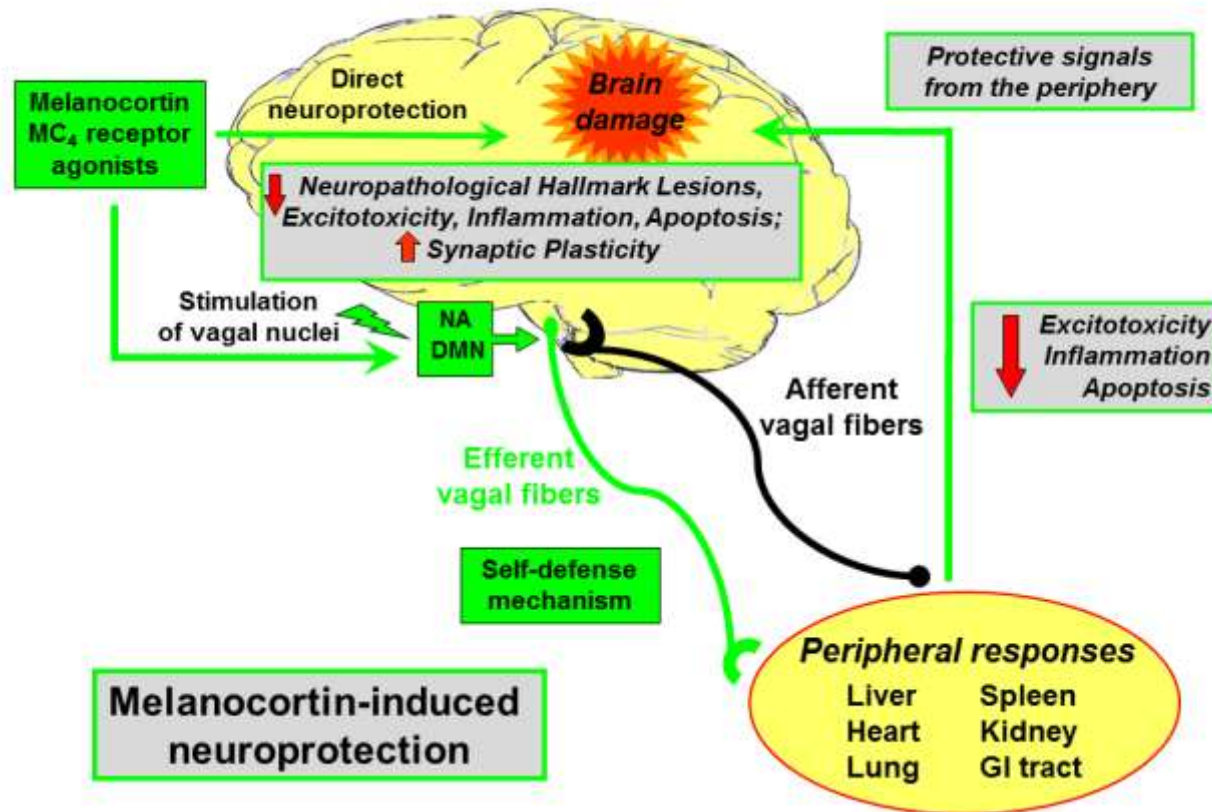 Melanocortin
MC₄ receptor
agonists
Direct
neuroprotection
Brain
damage
Protective signals
from the periphery
Neuropathological Hallmark Lesions,
Excitotoxicity, Inflammation, Apoptosis;
Synaptic Plasticity
Stimulation
of vagal nuclei
NA
DMN
Excitotoxicity
Inflammation
Apoptosis
Afferent
vagal fibers
Efferent
vagal fibers
Self-defense
mechanism
Peripheral responses
Liver Spleen
Heart Kidney
Lung GI tract
Melanocortin-induced
neuroprotection